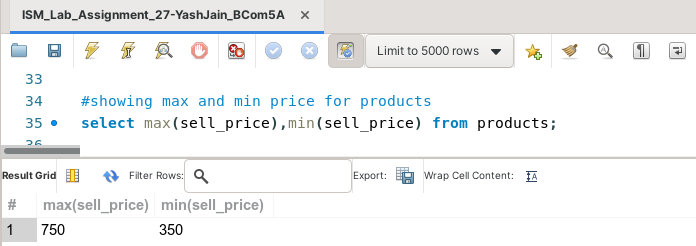 ISM_Lab_Assignment_27-YashJain_BCom5A ×
Limit to 5000 rows
33
34 #showing max and min price for products
35 select max(sell_price),min(sell_price) from products;
36
Result Grid Filter Rows: Export: Wrap Cell Content: IA
# max(sell_price) min(sell_price)
1 750 350